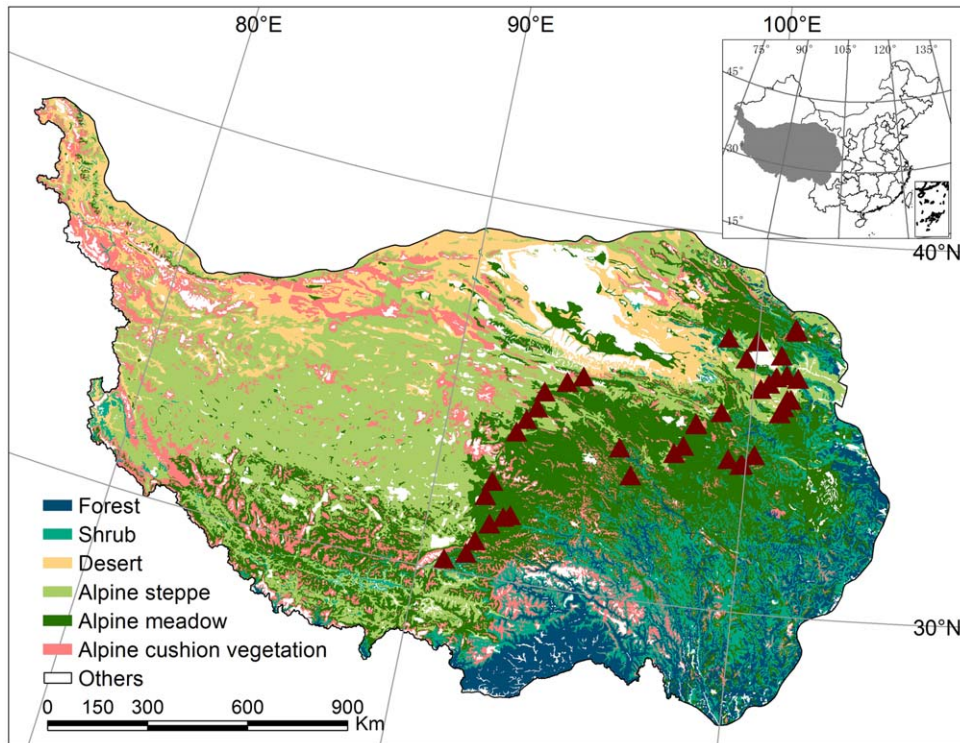 80°E 90°E 100°E
75° 90° 105° 120° 135°
45°
30°
15°
40°N
30°N
Forest
Shrub
Desert
Alpine steppe
Alpine meadow
Alpine cushion vegetation
Others
0 150 300 600 900
Km